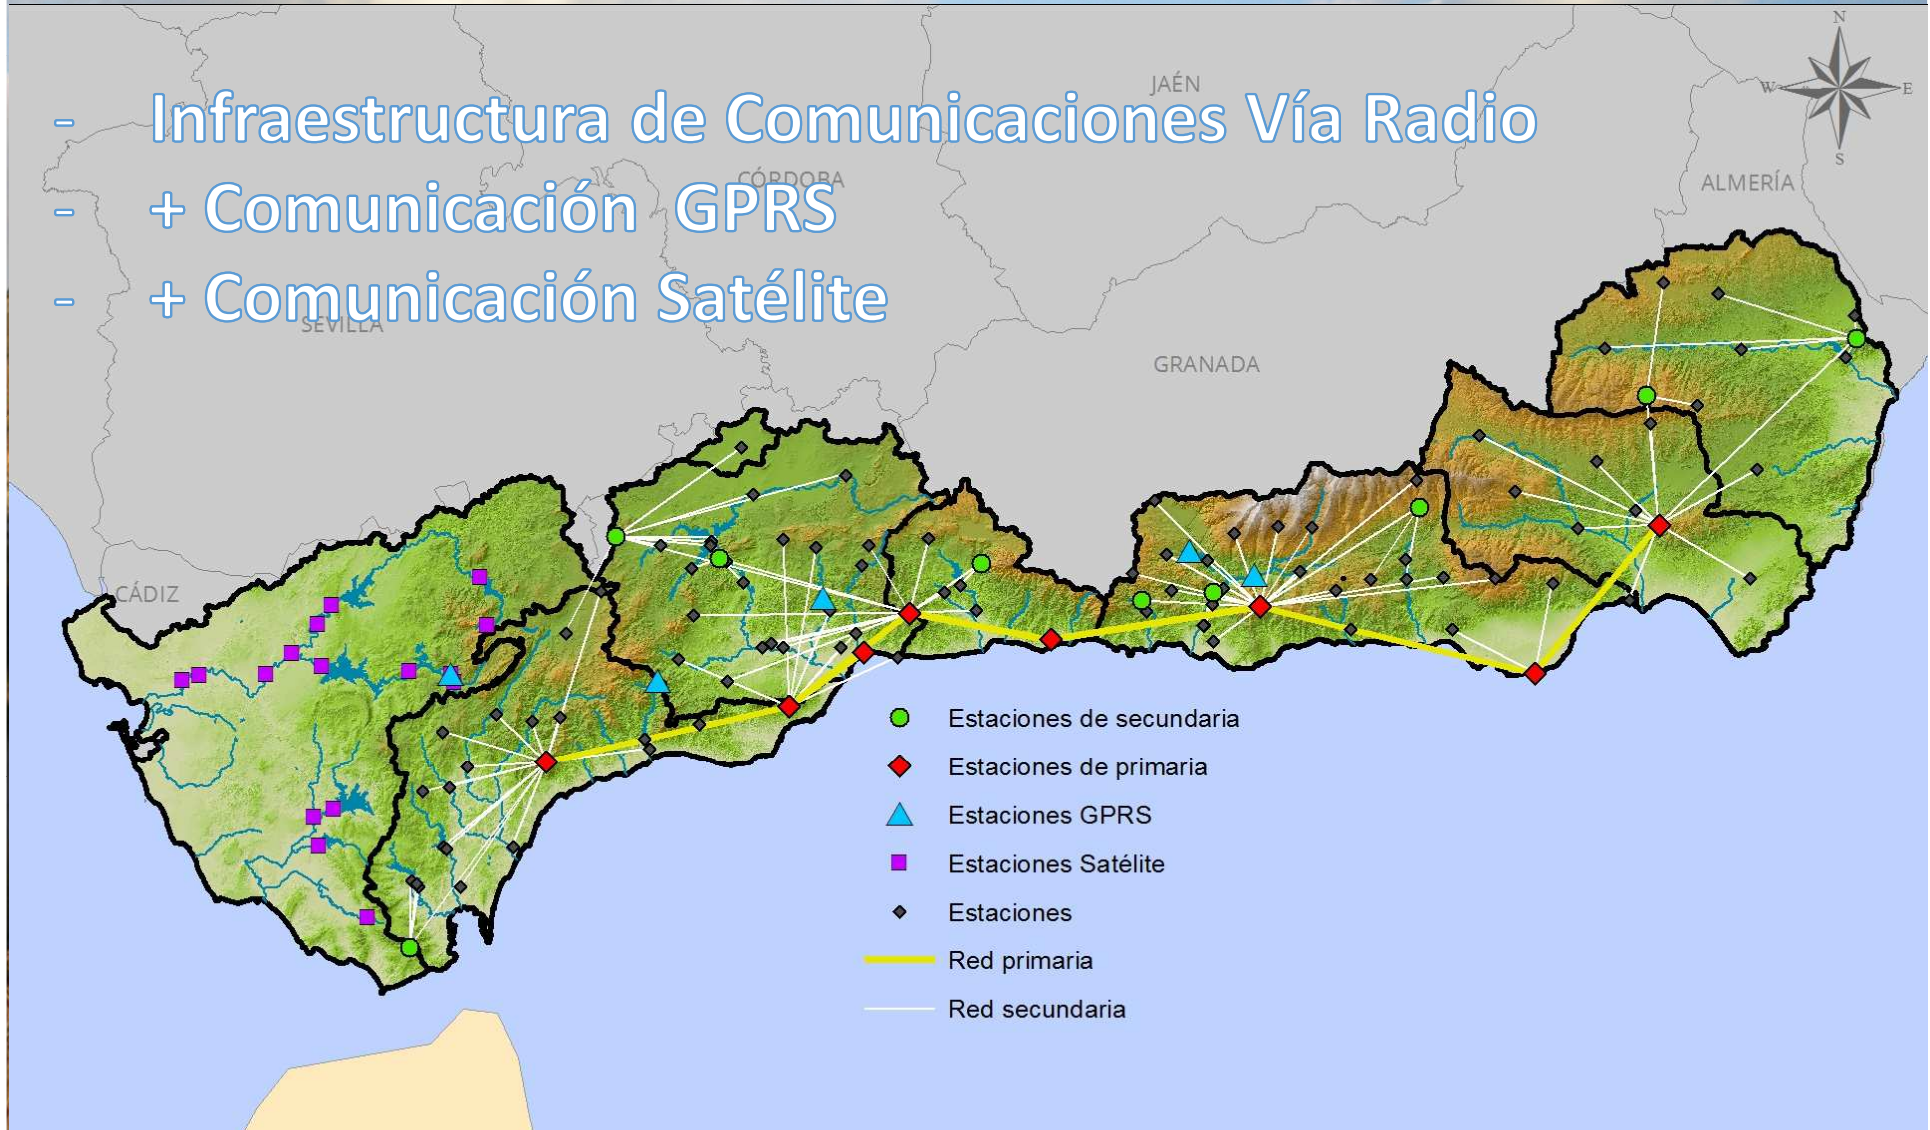 - Infraestructura de Comunicaciones Vía Radio
- + Comunicación GPRS
- + Comunicación Satélite
JAÉN
CÓRDOBA
ALMERÍA
SEVILLA
GRANADA
CÁDIZ
N
W
E
S
Estaciones de secundaria
Estaciones de primaria
Estaciones GPRS
Estaciones Satélite
Estaciones
Red primaria
Red secundaria